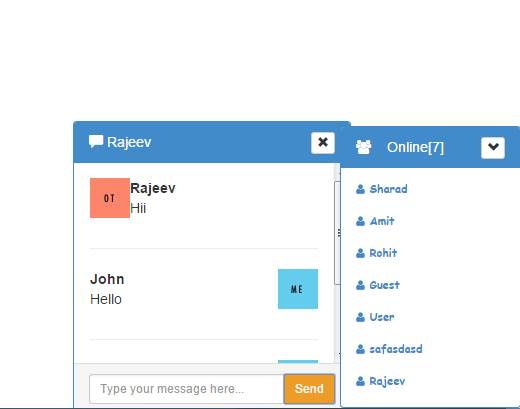 Rajeev
OT
Rajeev
Hii
John
Hello
ME
Type your message here...
Send
Online[7]
Sharad
Amit
Rohit
Guest
User
safasdasd
Rajeev